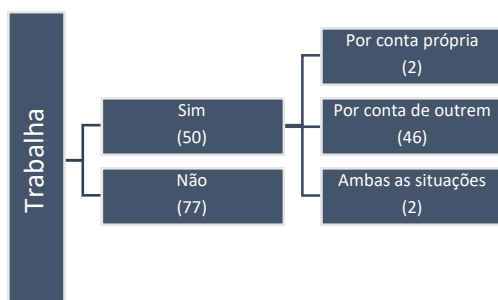 Trabalha
Sim
(50)
Não
(77)
Por conta própria
(2)
Por conta de outrem
(46)
Ambas as situações
(2)